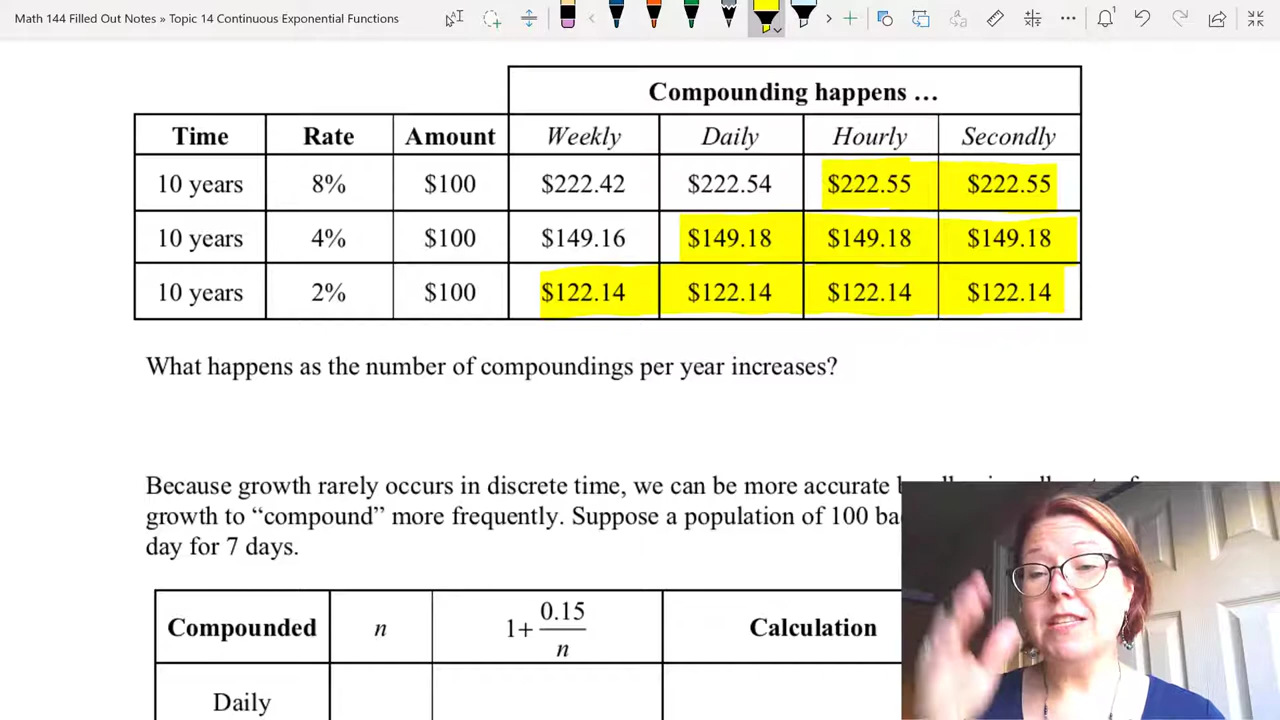 Math 144 Filled Out Notes » Topic 14 Continuous Exponential Functions
Compounding happens …
Time Rate Amount Weekly Daily Hourly Secondly
10 years 8% $100 $222.42 $222.54 $222.55 $222.55
10 years 4% $100 $149.16 $149.18 $149.18 $149.18
10 years 2% $100 $122.14 $122.14 $122.14 $122.14
What happens as the number of compoundings per year increases?
Because growth rarely occurs in discrete time, we can be more accurate
growth to “compound” more frequently. Suppose a population of 100
day for 7 days.
Compounded n 1+ 0.15/n Calculation
Daily